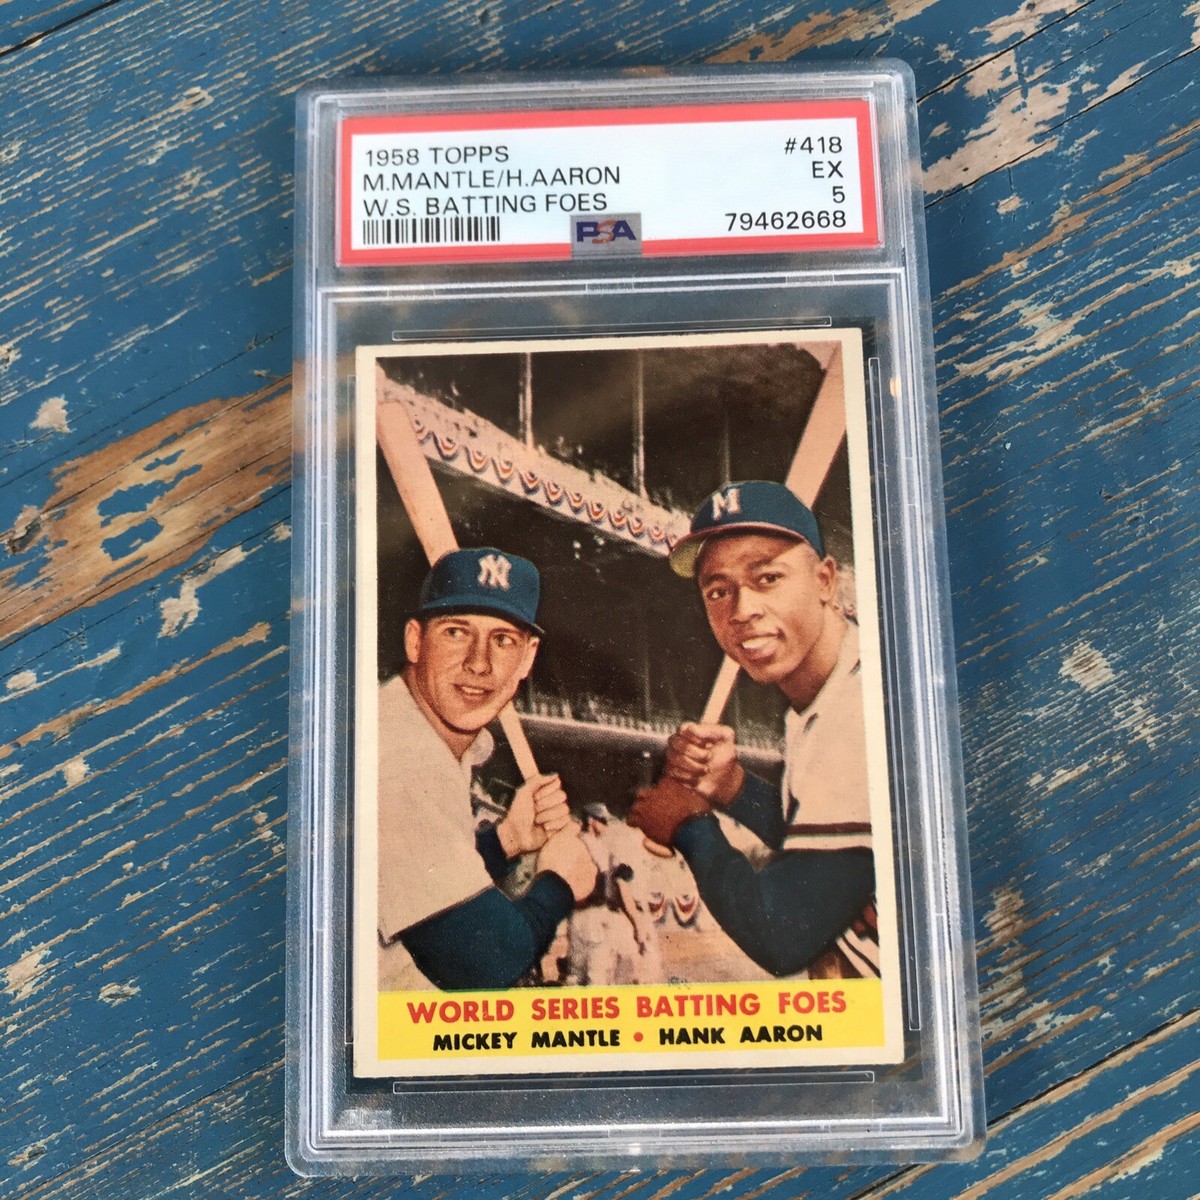 1958 TOPPS #418
M.MANTLE/H.AARON EX
W.S. BATTING FOES 5
PSA 79462668
M
NY
WORLD SERIES BATTING FOES
MICKEY MANTLE • HANK AARON